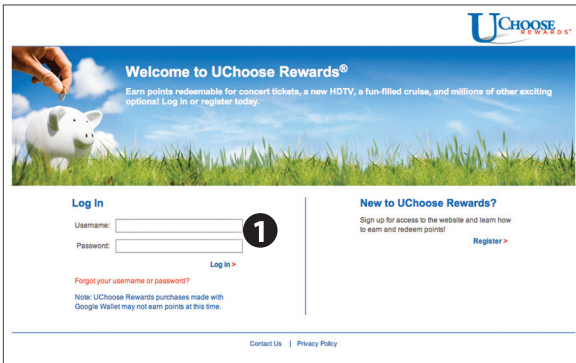 UCHOOSE
REWARDS®
Welcome to UChoose Rewards®
Earn points redeemable for concert tickets, a new HDTV, a fun-filled cruise, and millions of other exciting
options! Log in or register today.
Log In
Username:
Password:
1
Log in >
Forgot your username or password?
Note: UChoose Rewards purchases made with
Google Wallet may not earn points at this time.
New to UChoose Rewards?
Sign up for access to the website and learn how
to earn and redeem points!
Register >
Contact Us | Privacy Policy